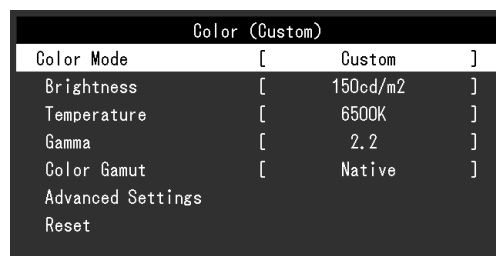 Color (Custom)
Color Mode [ Custom ]
Brightness [ 150cd/m2 ]
Temperature [ 6500K ]
Gamma [ 2.2 ]
Color Gamut [ Native ]
Advanced Settings
Reset